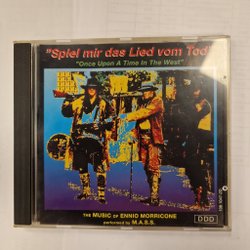 "Spiel mir das Lied vom Tod"
"Once Upon A Time In The West"
THE MUSIC OF ENNIO MORRICONE
performed by M.A.S.S.
DDD